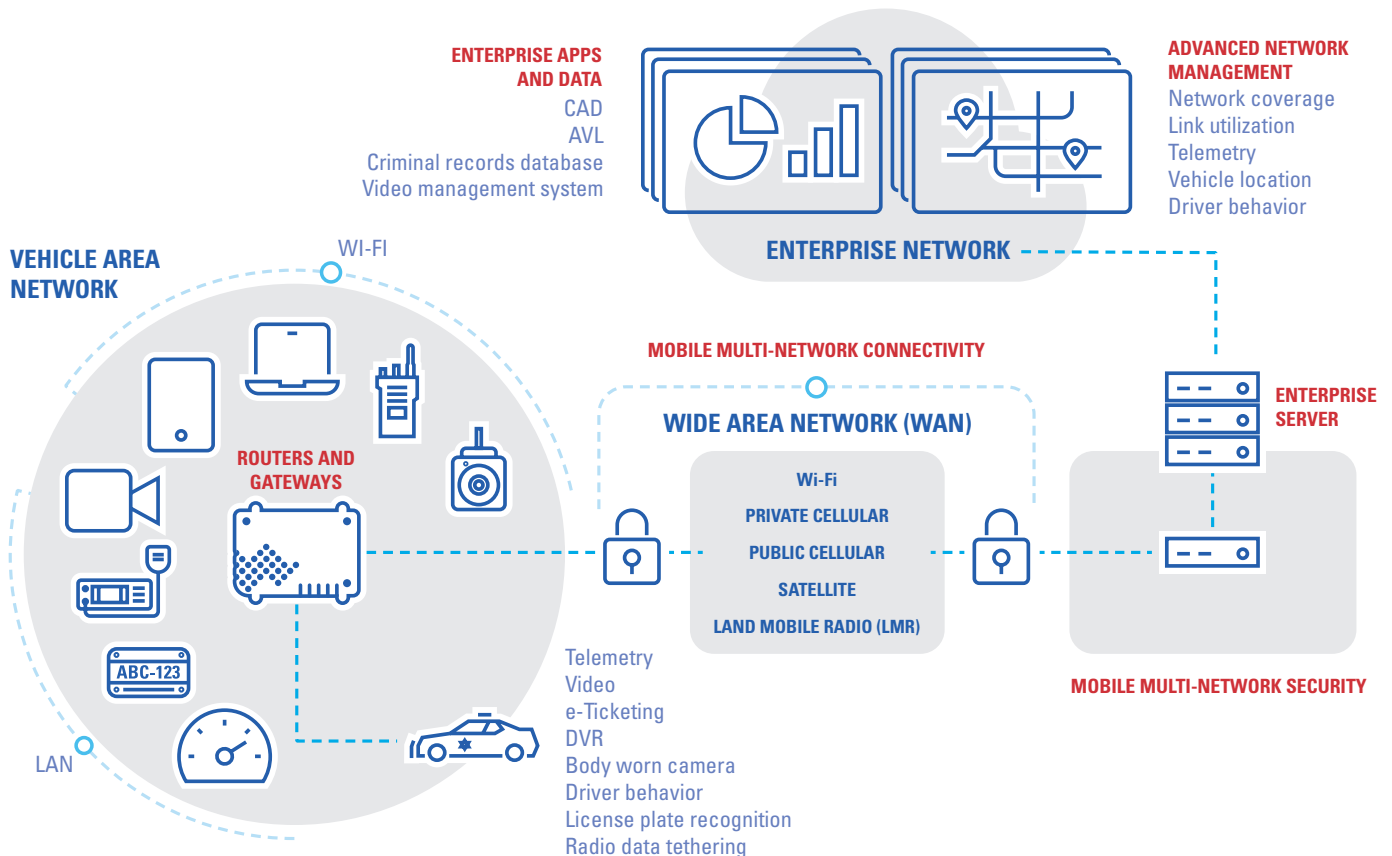 ENTERPRISE APPS
AND DATA
CAD
AVL
Criminal records database
Video management system
ADVANCED NETWORK
MANAGEMENT
Network coverage
Link utilization
Telemetry
Vehicle location
Driver behavior
ENTERPRISE NETWORK
VEHICLE AREA
NETWORK
WI-FI
ROUTERS AND
GATEWAYS
ABC-123
LAN
Telemetry
Video
e-Ticketing
DVR
Body worn camera
Driver behavior
License plate recognition
Radio data tethering
MOBILE MULTI-NETWORK CONNECTIVITY
WIDE AREA NETWORK (WAN)
Wi-Fi
PRIVATE CELLULAR
PUBLIC CELLULAR
SATELLITE
LAND MOBILE RADIO (LMR)
ENTERPRISE
SERVER
MOBILE MULTI-NETWORK SECURITY